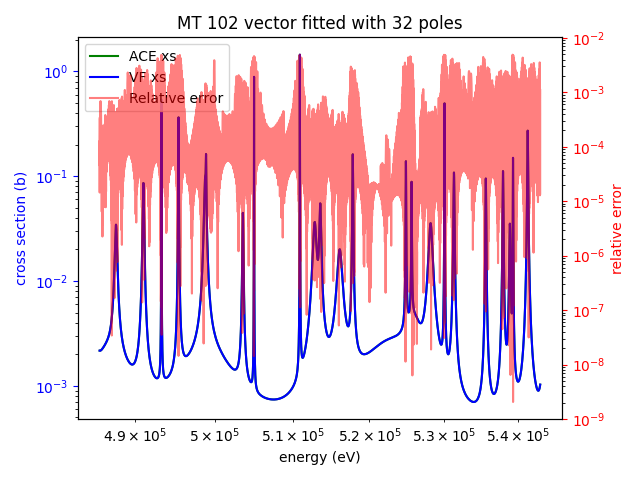 MT 102 vector fitted with 32 poles
ACE xs
VF xs
Relative error
10⁰
10⁻¹
10⁻²
10⁻³
cross section (b)
10⁻²
10⁻³
10⁻⁴
10⁻⁵
10⁻⁶
10⁻⁷
10⁻⁸
10⁻⁹
relative error
4.9 × 10⁵ 5 × 10⁵ 5.1 × 10⁵ 5.2 × 10⁵ 5.3 × 10⁵ 5.4 × 10⁵
energy (eV)